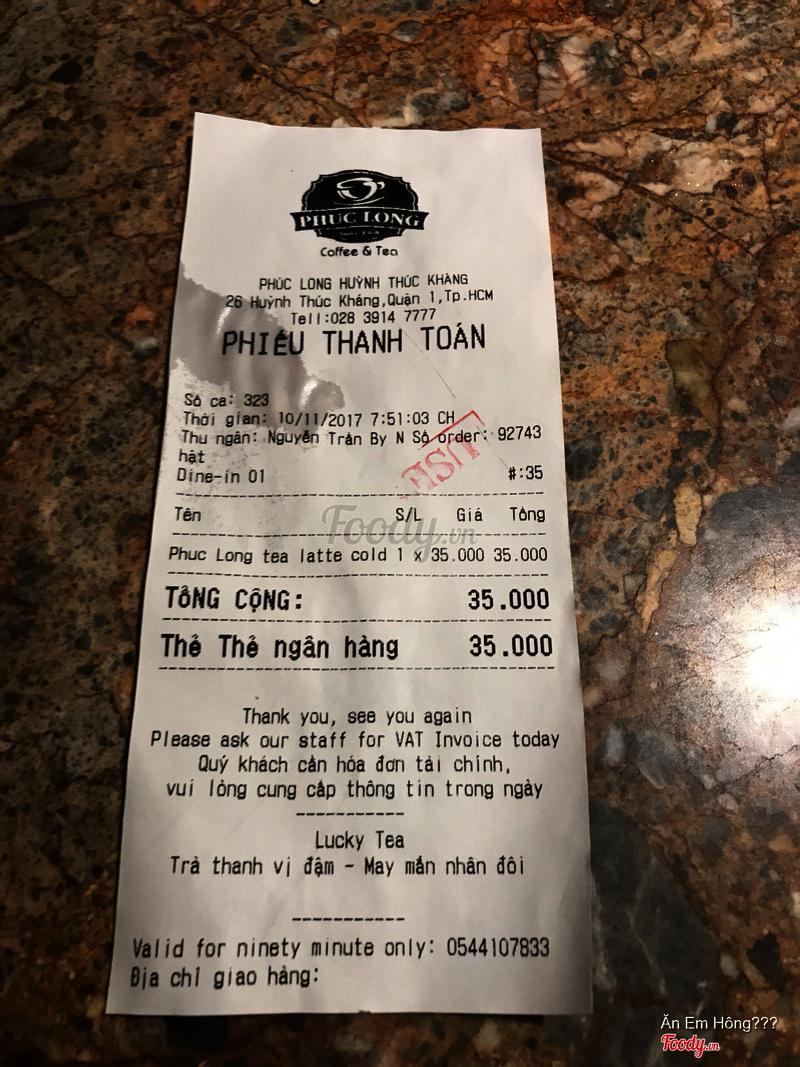 PHUC LONG
Coffee & Tea
PHÚC LONG HUỲNH THÚC KHÁNG
26 Huỳnh Thúc Kháng,Quận 1,Tp.HCM
Tell:028 3914 7777
PHIẾU THANH TOÁN
Số ca: 323
Thời gian: 10/11/2017 7:51:03 CH
Thu ngân: Nguyễn Trần By N Số order: 92743
hật
Dine-in 01 #:35
USE
Tên S/L Giá Tổng
Foody.vn
Phuc Long tea latte cold 1 x 35.000 35.000
TỔNG CỘNG: 35.000
Thẻ Thẻ ngân hàng 35.000
Thank you, see you again
Please ask our staff for VAT Invoice today
Quý khách cần hóa đơn tài chính,
vui lòng cung cấp thông tin trong ngày
Lucky Tea
Trà thanh vị đậm - May mắn nhân đôi
Valid for ninety minute only: 0544107833
Địa chỉ giao hàng:
Ăn Em Hông???
Foody.vn